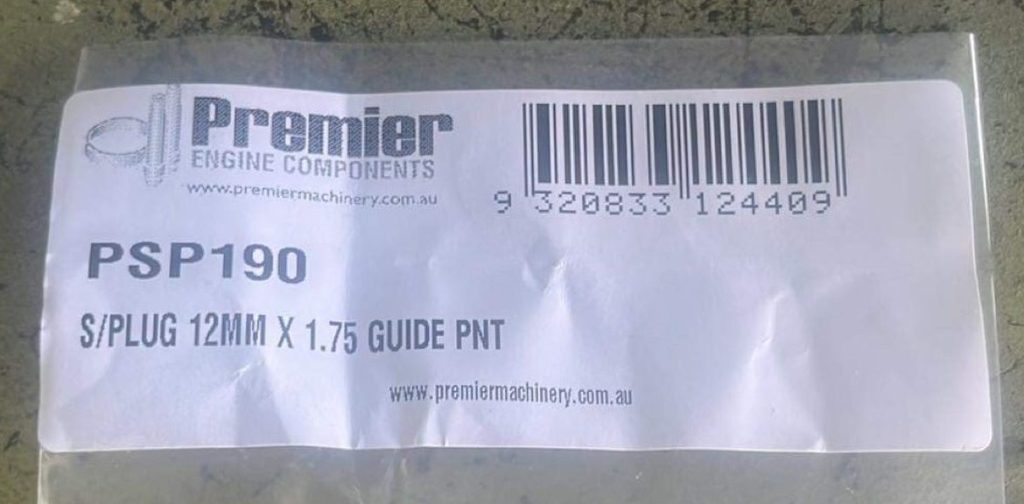 Premier
ENGINE COMPONENTS
www.premiermachinery.com.au
9 320833 124409
PSP190
S/PLUG 12MM X 1.75 GUIDE PNT
www.premiermachinery.com.au